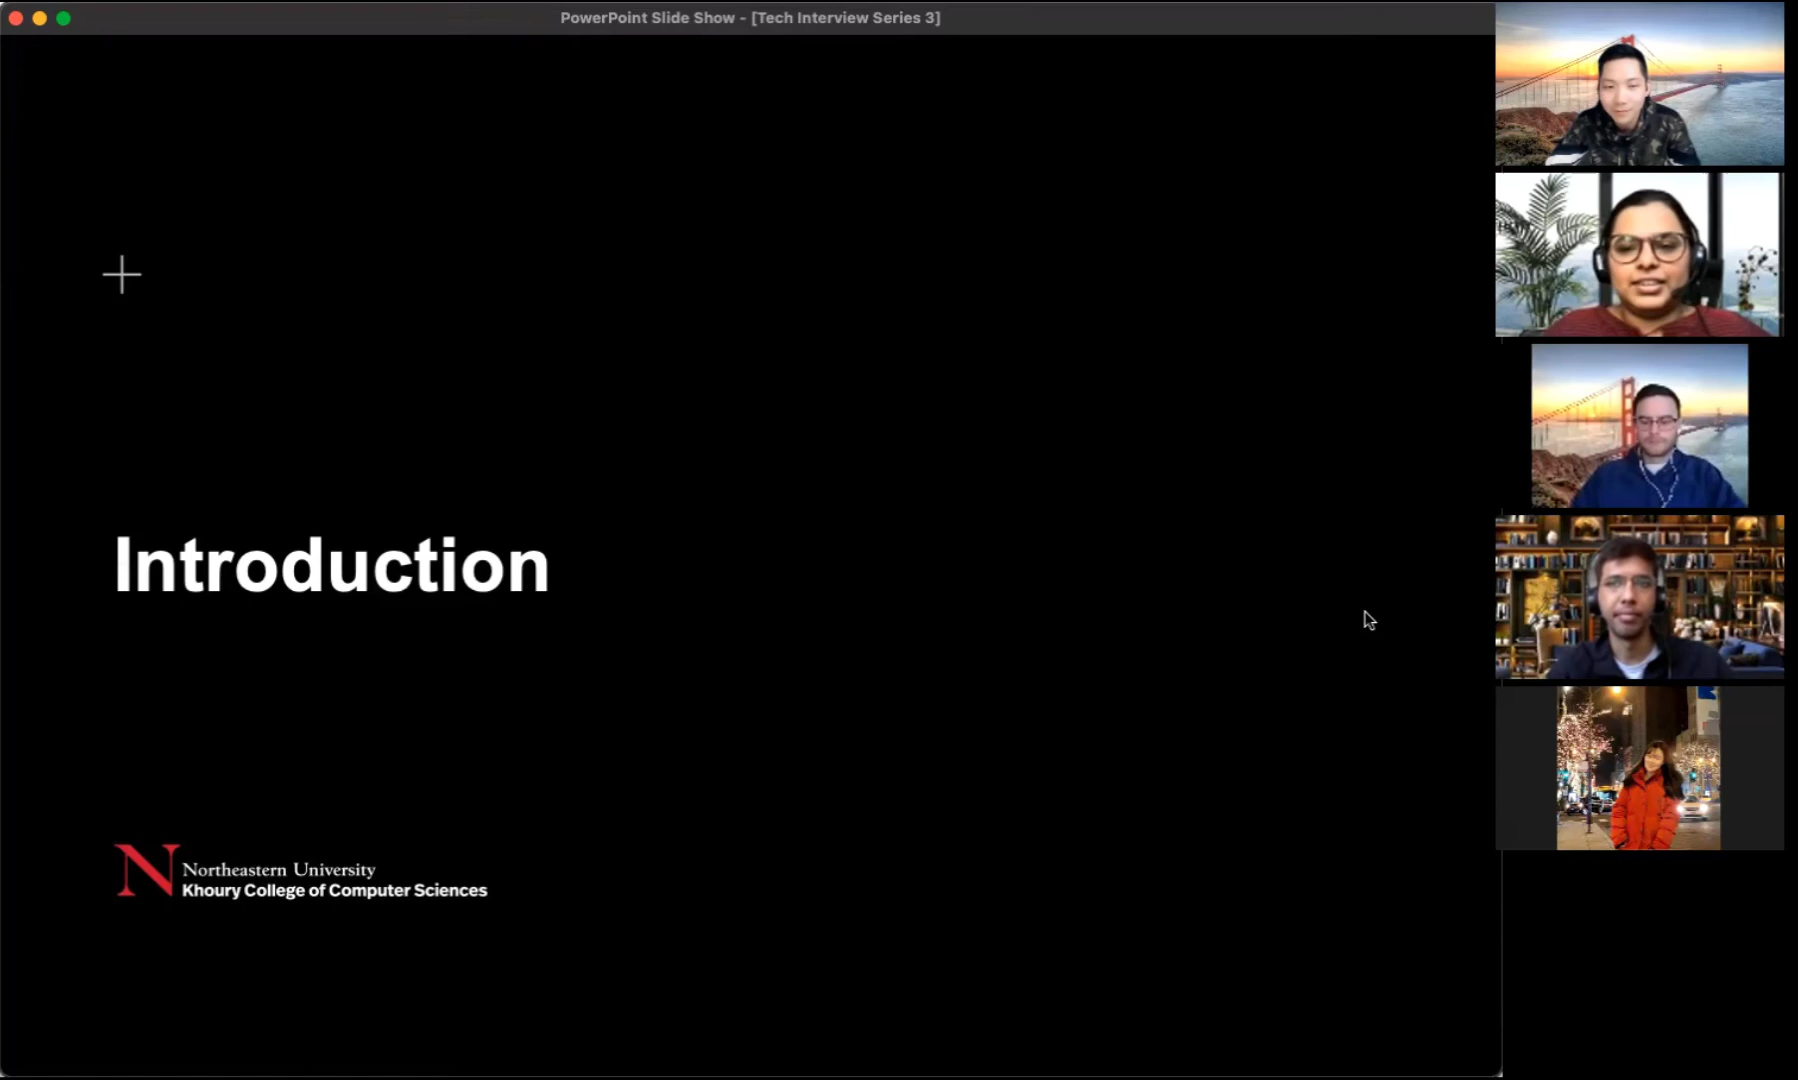 PowerPoint Slide Show - [Tech Interview Series 3]
Introduction
N
Northeastern University
Khoury College of Computer Sciences